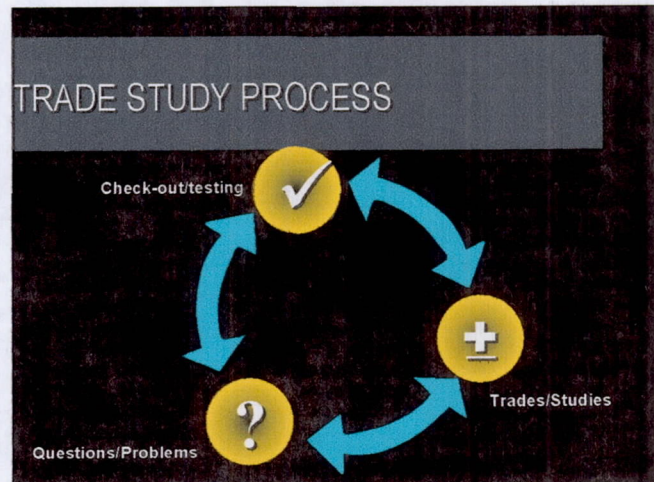 TRADE STUDY PROCESS
Check-out/testing
✓
±
Trades/Studies
?
Questions/Problems